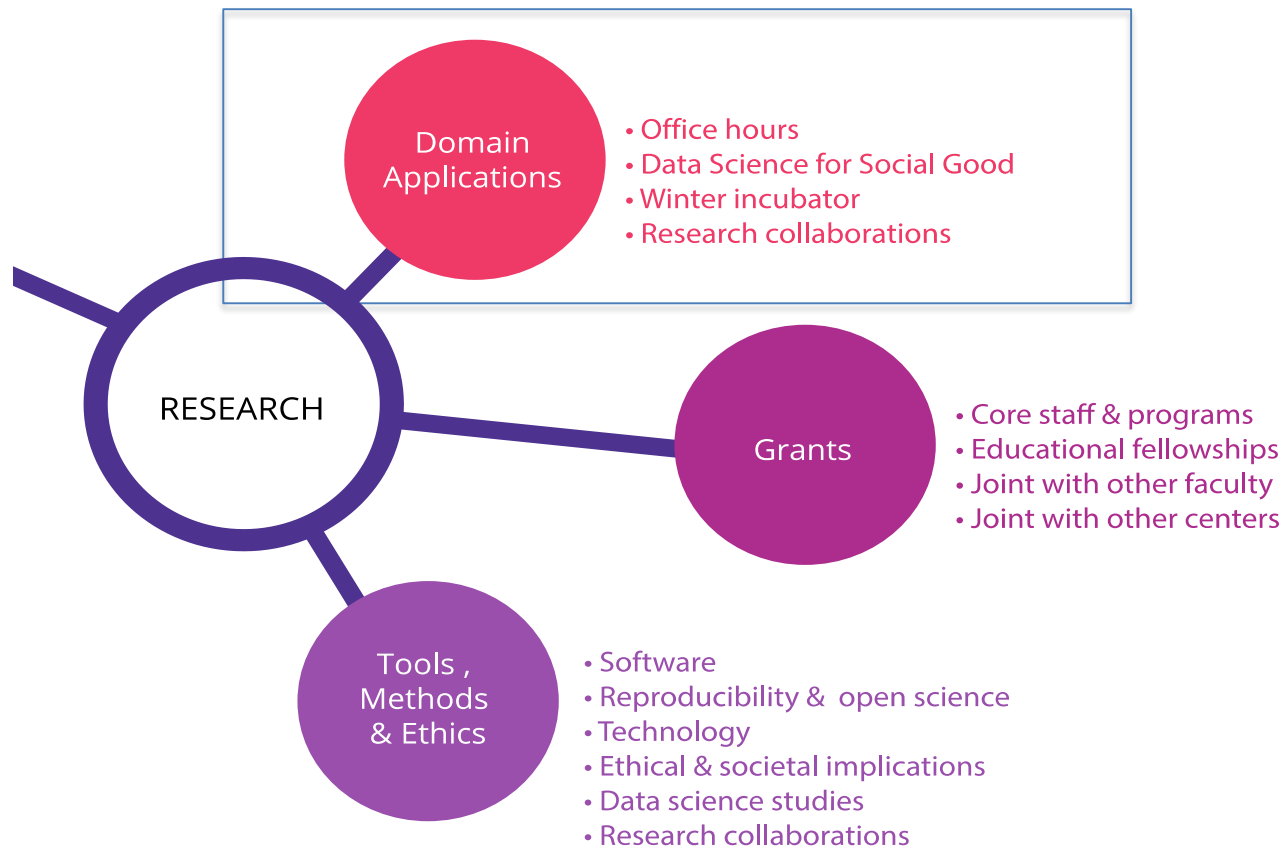 Domain
Applications
• Office hours
• Data Science for Social Good
• Winter incubator
• Research collaborations
RESEARCH
Grants
• Core staff & programs
• Educational fellowships
• Joint with other faculty
• Joint with other centers
Tools ,
Methods
& Ethics
• Software
• Reproducibility &  open science
• Technology
• Ethical & societal implications
• Data science studies
• Research collaborations